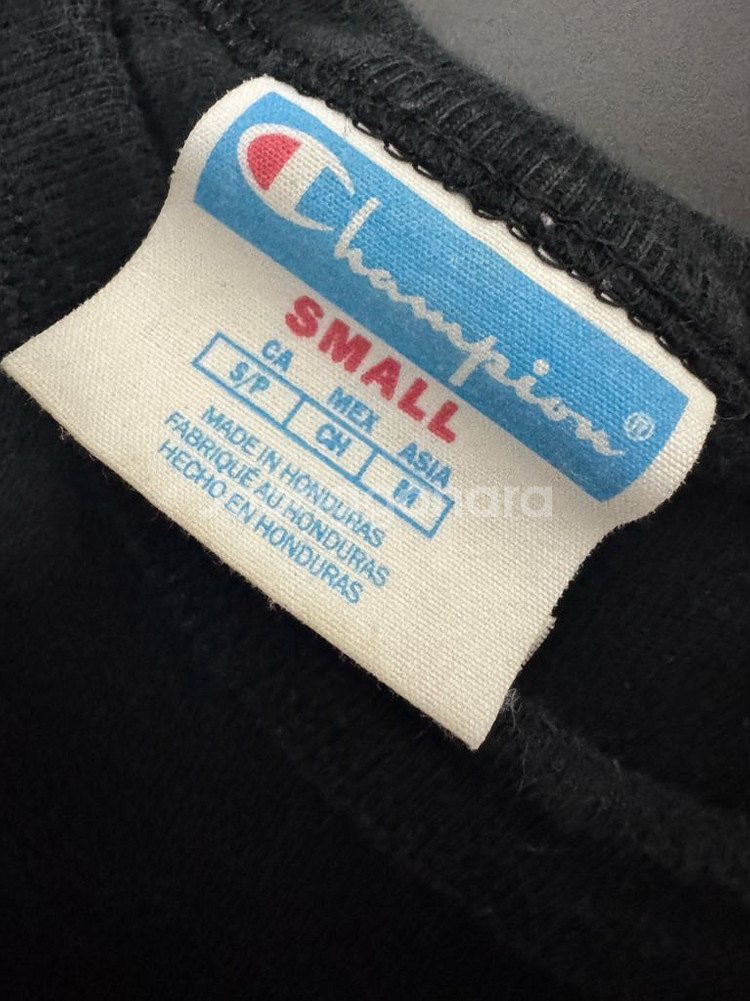 Champion®
SMALL
CA MEX ASIA
S/P CH M
MADE IN HONDURAS
FABRIQUÉ AU HONDURAS
HECHO EN HONDURAS